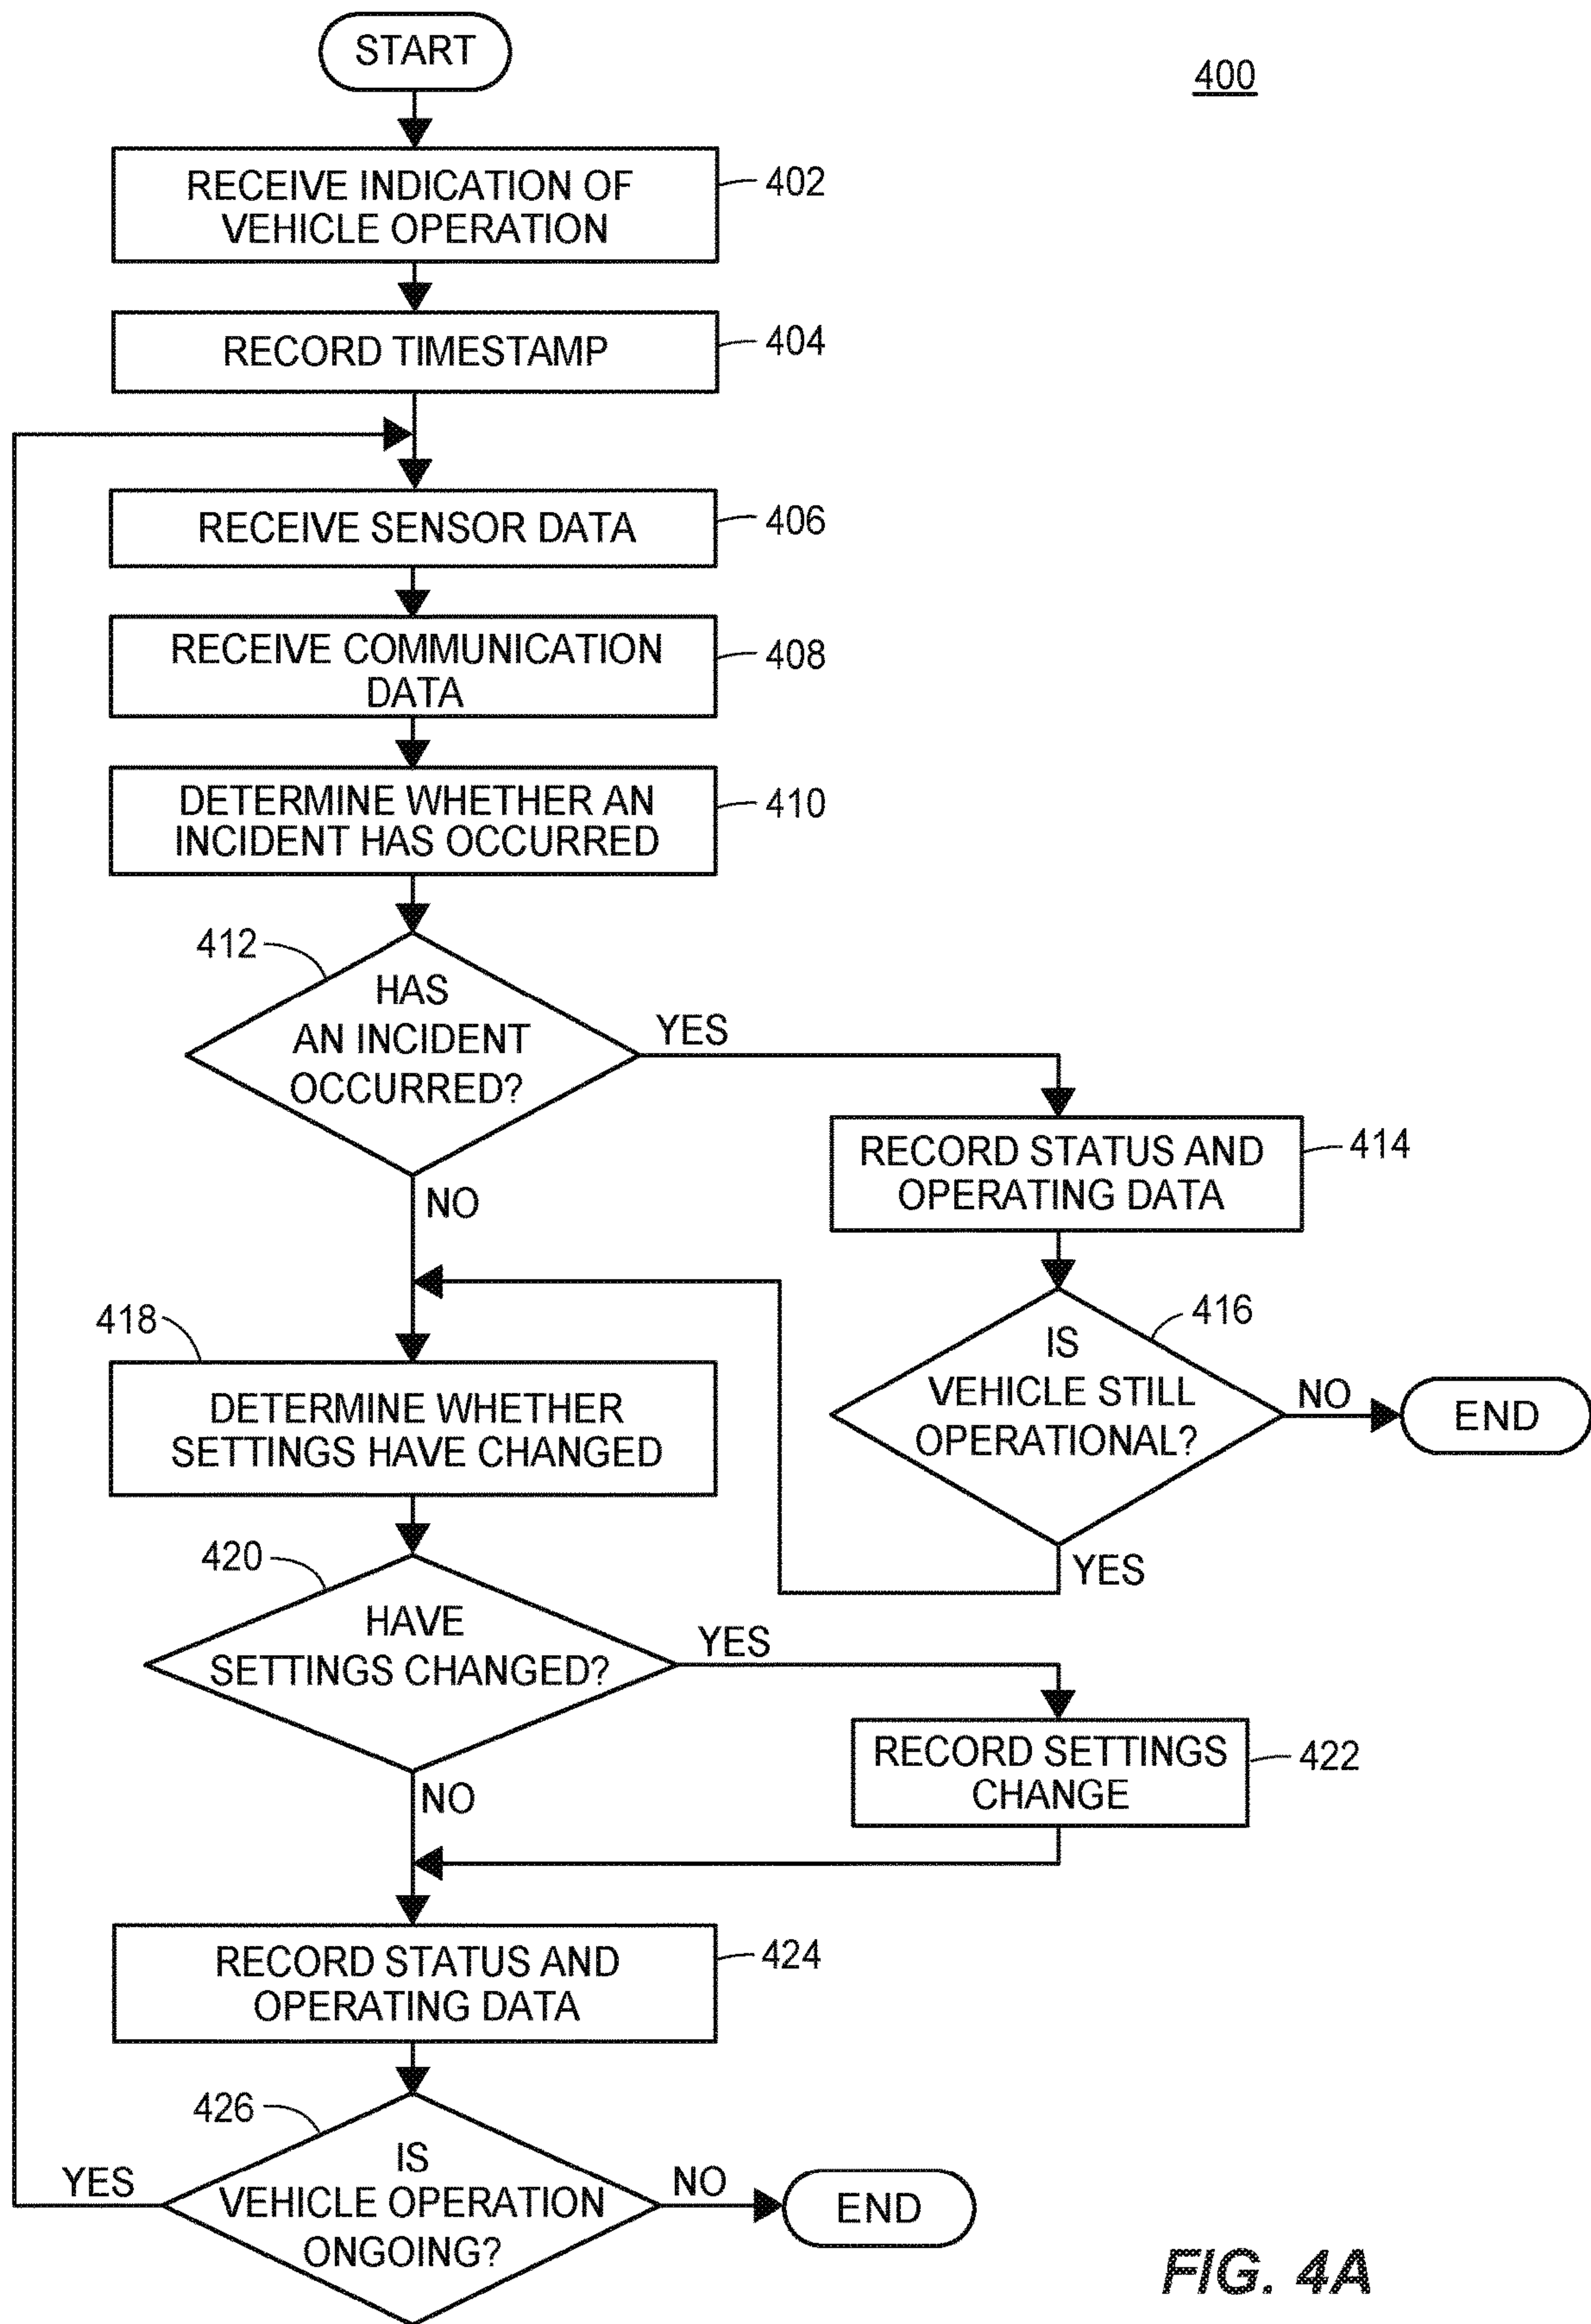 START
400
RECEIVE INDICATION OF
VEHICLE OPERATION
402
RECORD TIMESTAMP
404
RECEIVE SENSOR DATA
406
RECEIVE COMMUNICATION
DATA
408
DETERMINE WHETHER AN
INCIDENT HAS OCCURRED
410
412
HAS
AN INCIDENT
OCCURRED?
YES
NO
RECORD STATUS AND
OPERATING DATA
414
416
IS
VEHICLE STILL
OPERATIONAL?
NO
END
YES
418
DETERMINE WHETHER
SETTINGS HAVE CHANGED
420
HAVE
SETTINGS CHANGED?
YES
NO
RECORD SETTINGS
CHANGE
422
RECORD STATUS AND
OPERATING DATA
424
426
IS
VEHICLE OPERATION
ONGOING?
YES
NO
END
FIG. 4A